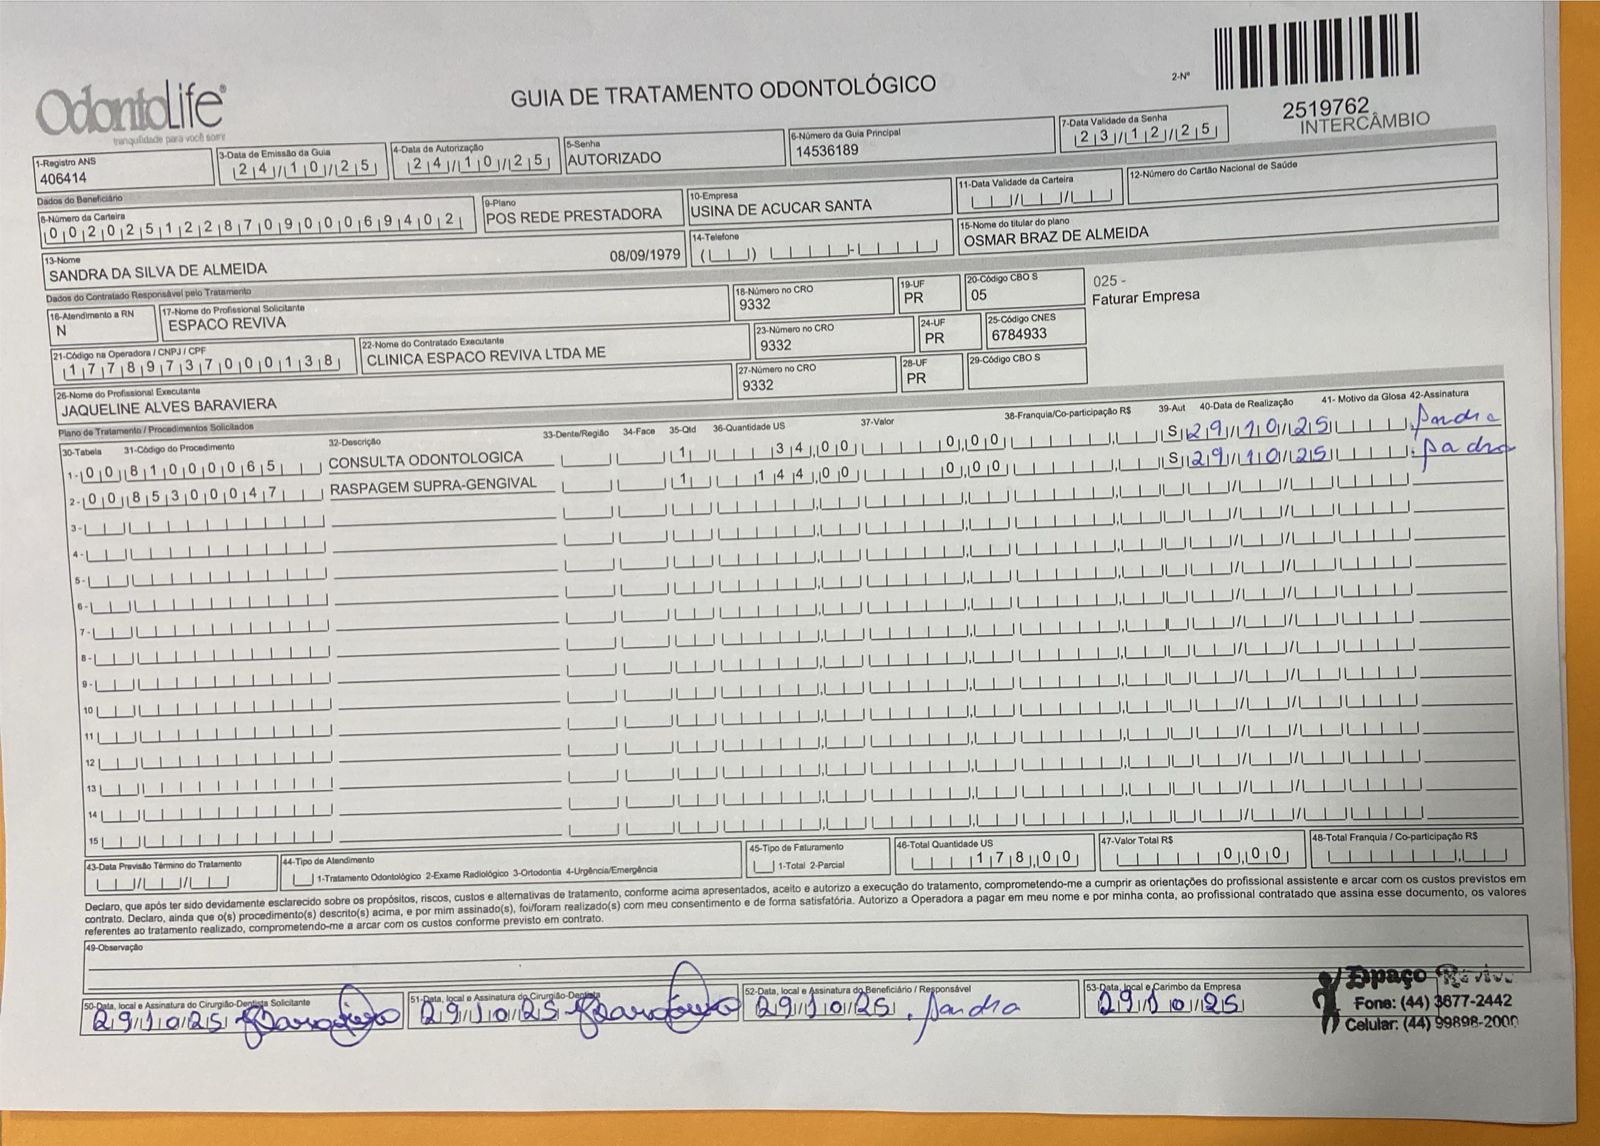 OdontoLife®
tranquilidade para você sorrir
GUIA DE TRATAMENTO ODONTOLÓGICO
2-Nº
2519762
INTERCÂMBIO
1-Registro ANS
406414
3-Data de Emissão da Guia
24/10/25
4-Data de Autorização
24/10/25
5-Senha
AUTORIZADO
6-Número da Guia Principal
14536189
7-Data Validade da Senha
23/12/25
Dados do Beneficiário
8-Número da Carteira
002025122870900069402
9-Plano
POS REDE PRESTADORA
10-Empresa
USINA DE ACUCAR SANTA
11-Data Validade da Carteira
12-Número do Cartão Nacional de Saúde
13-Nome
SANDRA DA SILVA DE ALMEIDA 08/09/1979
14-Telefone
15-Nome do titular do plano
OSMAR BRAZ DE ALMEIDA
Dados do Contratado Responsável pelo Tratamento
16-Atendimento a RN
N
17-Nome do Profissional Solicitante
ESPACO REVIVA
18-Número no CRO
9332
19-UF
PR
20-Código CBO S
05
025 -
Faturar Empresa
21-Código na Operadora / CNPJ / CPF
17789737000138
22-Nome do Contratado Executante
CLINICA ESPACO REVIVA LTDA ME
23-Número no CRO
9332
24-UF
PR
25-Código CNES
6784933
26-Nome do Profissional Executante
JAQUELINE ALVES BARAVIERA
27-Número no CRO
9332
28-UF
PR
29-Código CBO S
Plano de Tratamento / Procedimentos Solicitados
30-Tabela 31-Código do Procedimento 32-Descrição 33-Dente/Região 34-Face 35-Qtd 36-Quantidade US 37-Valor 38-Franquia/Co-participação R$ 39-Aut 40-Data de Realização 41- Motivo da Glosa 42-Assinatura
1- 00 81000065 CONSULTA ODONTOLOGICA 1 34,00 0,00 S 29/10/25 Sandra
2- 00 85300047 RASPAGEM SUPRA-GENGIVAL 1 144,00 0,00 S 29/10/25 Sandra
3-
4-
5-
6-
7-
8-
9-
10
11
12
13
14
15
43-Data Previsão Término do Tratamento
44-Tipo de Atendimento
1-Tratamento Odontológico 2-Exame Radiológico 3-Ortodontia 4-Urgência/Emergência
45-Tipo de Faturamento
1-Total 2-Parcial
46-Total Quantidade US
178,00
47-Valor Total R$
0,00
48-Total Franquia / Co-participação R$
Declaro, que após ter sido devidamente esclarecido sobre os propósitos, riscos, custos e alternativas de tratamento, conforme acima apresentados, aceito e autorizo a execução do tratamento, comprometendo-me a cumprir as orientações do profissional assistente e arcar com os custos previstos em
contrato. Declaro, ainda que o(s) procedimento(s) descrito(s) acima, e por mim assinado(s), foi/foram realizado(s) com meu consentimento e de forma satisfatória. Autorizo a Operadora a pagar em meu nome e por minha conta, ao profissional contratado que assina esse documento, os valores
referentes ao tratamento realizado, comprometendo-me a arcar com os custos conforme previsto em contrato.
49-Observação
50-Data, local e Assinatura do Cirurgião-Dentista Solicitante
29/10/25
51-Data, local e Assinatura do Cirurgião-Dentista
29/10/25
52-Data, local e Assinatura do Beneficiário / Responsável
29/10/25 Sandra
53-Data, local e Carimbo da Empresa
29/10/25
Espaço Reviva
Fone: (44) 3677-2442
Celular: (44) 99898-2000